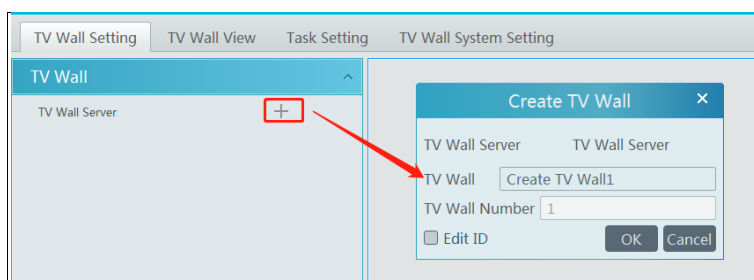 TV Wall Setting TV Wall View Task Setting TV Wall System Setting
TV Wall
TV Wall Server
Create TV Wall
TV Wall Server TV Wall Server
TV Wall Create TV Wall1
TV Wall Number 1
Edit ID OK Cancel